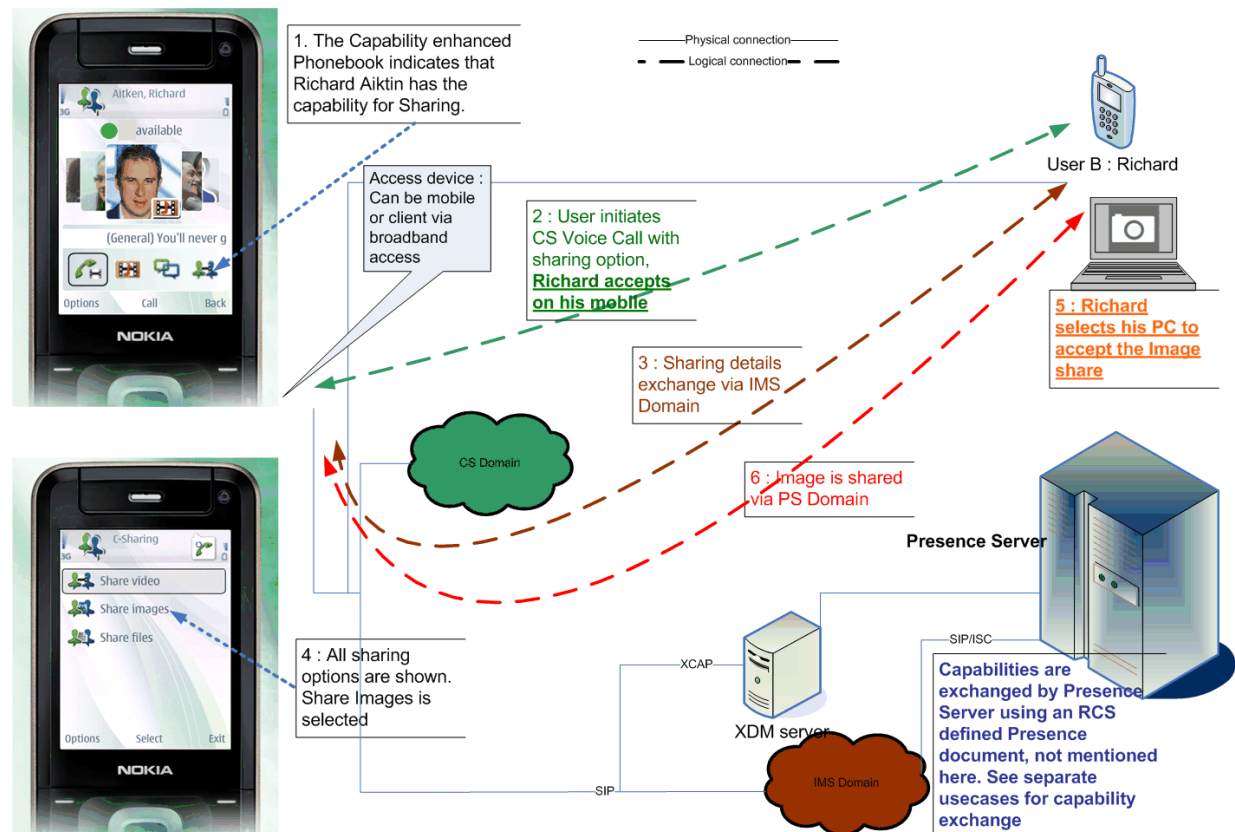 1. The Capability enhanced
Phonebook indicates that
Richard Aiktin has the
capability for Sharing.
Physical connection
Logical connection
3G
Aitken, Richard
available
(General) You'll never g
Options
Call
Back
NOKIA
Access device :
Can be mobile
or client via
broadband
access
2 : User initiates
CS Voice Call with
sharing option,
Richard accepts
on his mobile
User B : Richard
5 : Richard
selects his PC to
accept the Image
share
3 : Sharing details
exchange via IMS
Domain
CS Domain
6 : Image is shared
via PS Domain
3G
C-Sharing
Share video
Share images
Share files
Options
Select
Exit
NOKIA
4 : All sharing
options are shown.
Share Images is
selected
Presence Server
SIP/ISC
XCAP
XDM server
SIP
IMS Domain
Capabilities are
exchanged by Presence
Server using an RCS
defined Presence
document, not mentioned
here. See separate
usecases for capability
exchange